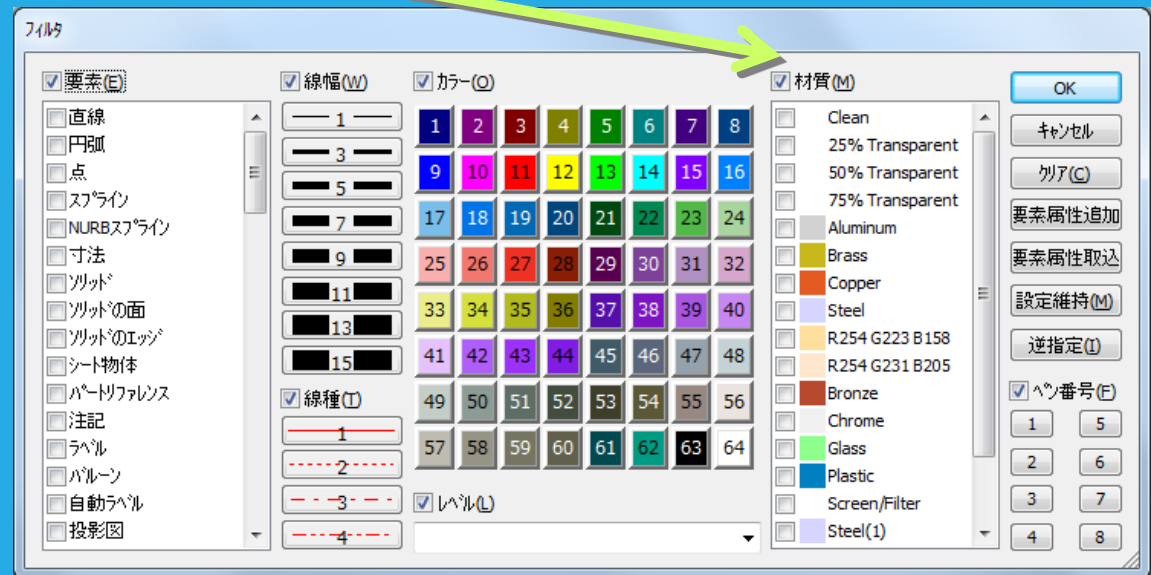 フィルタ
要素(E)
直線
円弧
点
スプライン
NURBスプライン
寸法
ソリッド
ソリッドの面
ソリッドのエッジ
シート物体
パートリファレンス
注記
ラベル
バルーン
自動ラベル
投影図
線幅(W)
1
3
5
7
9
11
13
15
線種(T)
1
2
3
4
カラー(O)
1 2 3 4 5 6 7 8
9 10 11 12 13 14 15 16
17 18 19 20 21 22 23 24
25 26 27 28 29 30 31 32
33 34 35 36 37 38 39 40
41 42 43 44 45 46 47 48
49 50 51 52 53 54 55 56
57 58 59 60 61 62 63 64
レベル(L)
材質(M)
Clean
25% Transparent
50% Transparent
75% Transparent
Aluminum
Brass
Copper
Steel
R254 G223 B158
R254 G231 B205
Bronze
Chrome
Glass
Plastic
Screen/Filter
Steel(1)
OK
キャンセル
クリア(C)
要素属性追加
要素属性取込
設定維持(M)
逆指定(I)
ペン番号(F)
1 5
2 6
3 7
4 8